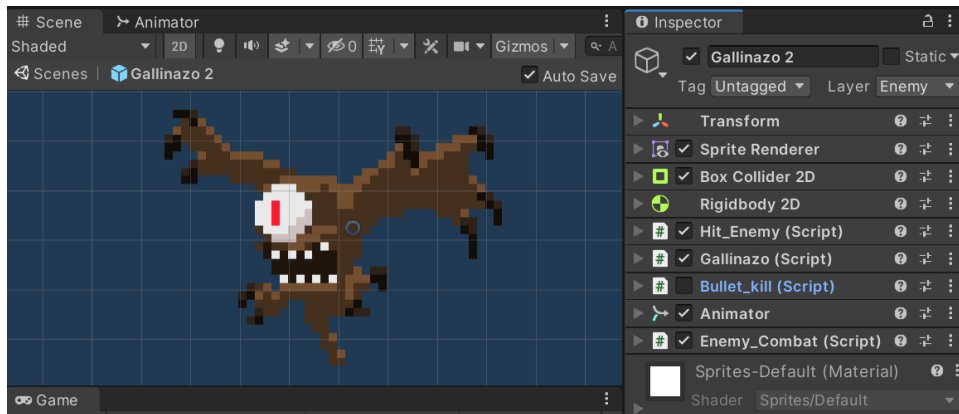 # Scene
Animator
Inspector
Shaded
2D
0
Gizmos
A
Gallinazo 2
Static
Scenes | Gallinazo 2
Auto Save
Tag Untagged
Layer Enemy
Transform
Sprite Renderer
Box Collider 2D
Rigidbody 2D
# Hit_Enemy (Script)
# Gallinazo (Script)
# Bullet_kill (Script)
Animator
# Enemy_Combat (Script)
Sprites-Default (Material)
Shader Sprites/Default
Game